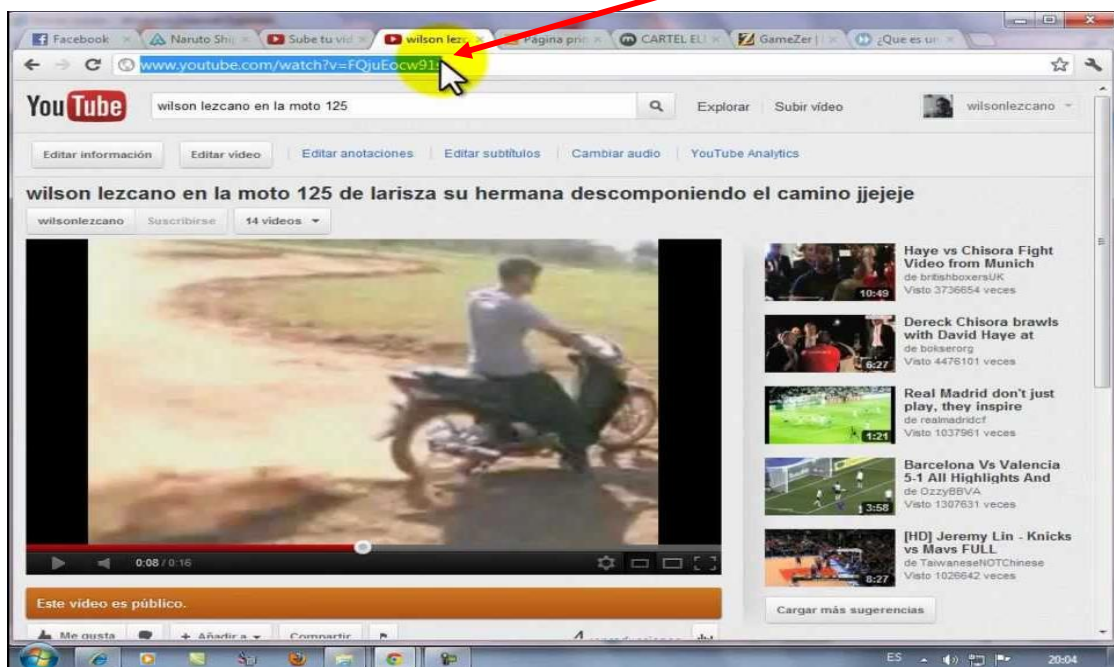 Facebook Naruto Shi Sube tu vid wilson lezc Página prin CARTEL EL GameZer | ¿Que es un
www.youtube.com/watch?v=FQjuEocw91
YouTube wilson lezcano en la moto 125 Explorar Subir vídeo wilsonlezcano
Editar información Editar vídeo Editar anotaciones Editar subtítulos Cambiar audio YouTube Analytics
wilson lezcano en la moto 125 de larisza su hermana descomponiendo el camino jjejeje
wilsonlezcano Suscribirse 14 vídeos
Haye vs Chisora Fight
Video from Munich
de britishboxersUK
10:49 Visto 3736654 veces
Dereck Chisora brawls
with David Haye at
de bokserorg
6:27 Visto 4476101 veces
Real Madrid don't just
play, they inspire
de realmadridcf
1:21 Visto 1037961 veces
Barcelona Vs Valencia
5-1 All Highlights And
de OzzyBBVA
3:58 Visto 1307631 veces
[HD] Jeremy Lin - Knicks
vs Mavs FULL
de TaiwaneseNOTChinese
8:27 Visto 1026642 veces
0:08 / 0:16
Este vídeo es público.
Cargar más sugerencias
Me gusta + Añadir a Compartir 4 reproducciones
ES 20:04